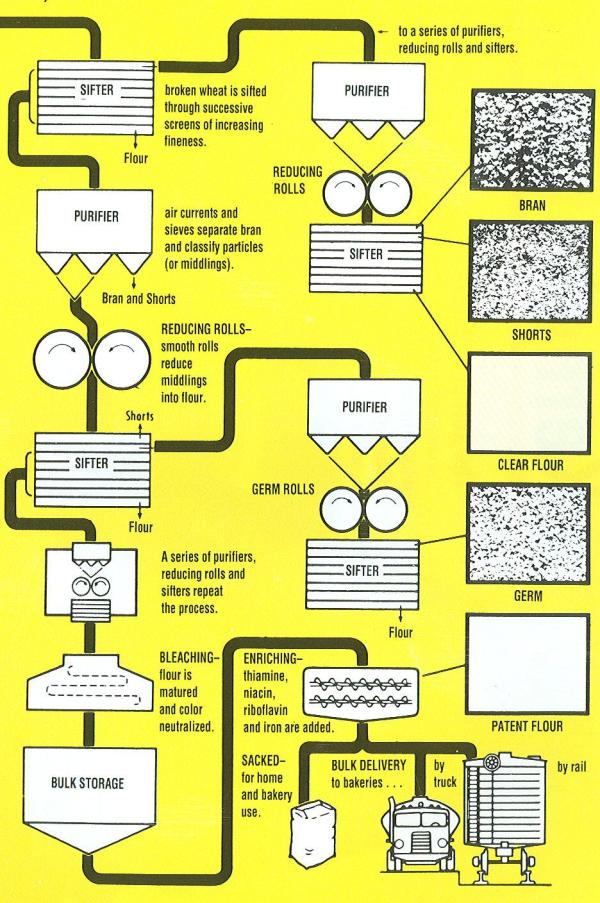 to a series of purifiers,
reducing rolls and sifters.
SIFTER
broken wheat is sifted
through successive
screens of increasing
fineness.
Flour
PURIFIER
REDUCING
ROLLS
SIFTER
BRAN
SHORTS
CLEAR FLOUR
PURIFIER
air currents and
sieves separate bran
and classify particles
(or middlings).
Bran and Shorts
REDUCING ROLLS–
smooth rolls
reduce
middlings
into flour.
Shorts
SIFTER
Flour
PURIFIER
GERM ROLLS
SIFTER
Flour
GERM
A series of purifiers,
reducing rolls and
sifters repeat
the process.
BLEACHING–
flour is
matured
and color
neutralized.
ENRICHING–
thiamine,
niacin,
riboflavin
and iron are added.
PATENT FLOUR
BULK STORAGE
SACKED–
for home
and bakery
use.
BULK DELIVERY
to bakeries . . .
by
truck
by rail